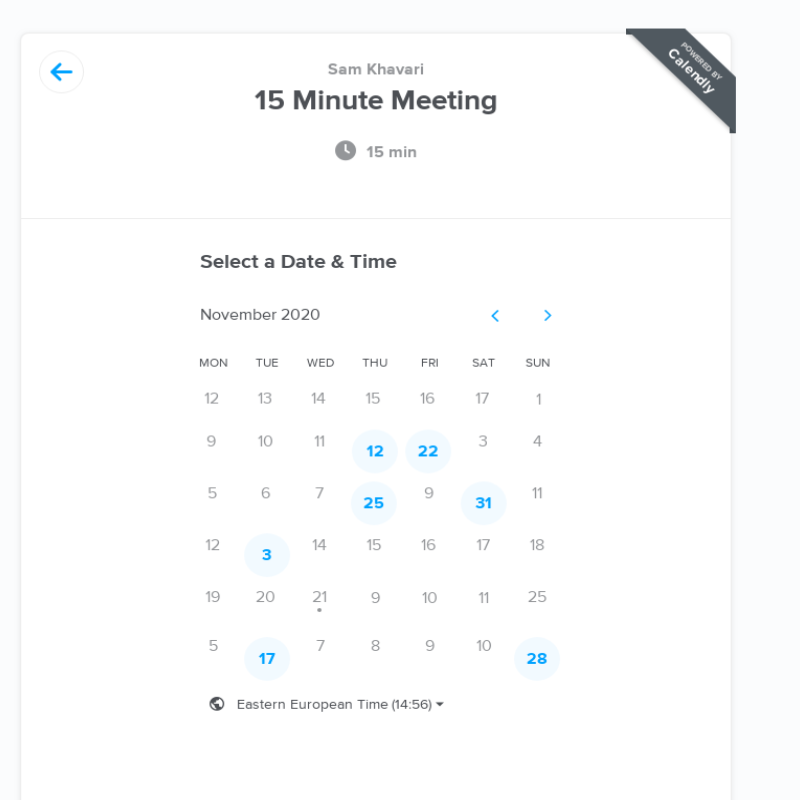 POWERED BY
Calendly
Sam Khavari
15 Minute Meeting
15 min
Select a Date & Time
November 2020
MON TUE WED THU FRI SAT SUN
12 13 14 15 16 17 1
9 10 11 12 22 3 4
5 6 7 25 9 31 11
12 3 14 15 16 17 18
19 20 21 9 10 11 25
5 17 7 8 9 10 28
Eastern European Time (14:56)